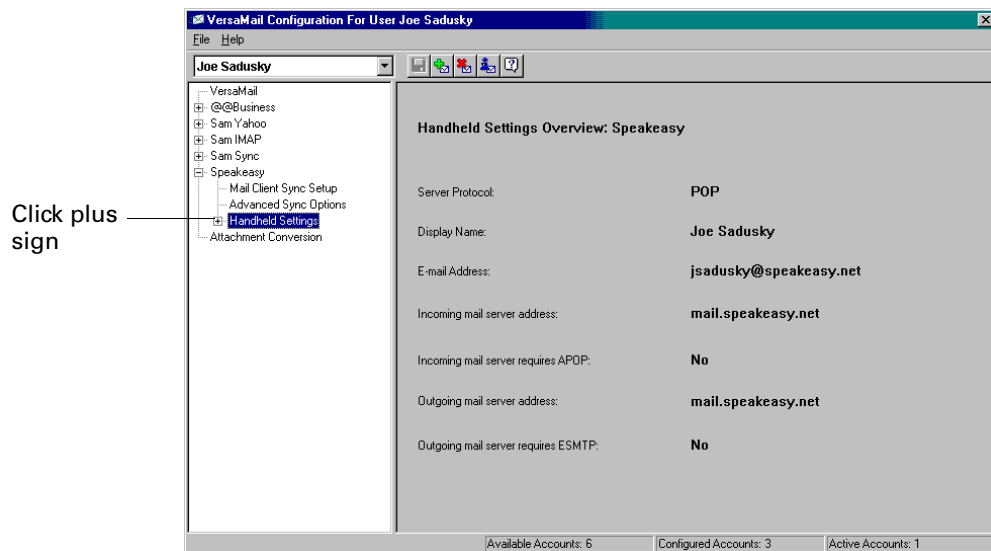 VersaMail Configuration For User Joe Sadusky
File Help
Joe Sadusky
VersaMail
@@Business
Sam Yahoo
Sam IMAP
Sam Sync
Speakeasy
Mail Client Sync Setup
Advanced Sync Options
Handheld Settings
Attachment Conversion
Click plus
sign
Handheld Settings Overview: Speakeasy
Server Protocol: POP
Display Name: Joe Sadusky
E-mail Address: jsadusky@speakeasy.net
Incoming mail server address: mail.speakeasy.net
Incoming mail server requires APOP: No
Outgoing mail server address: mail.speakeasy.net
Outgoing mail server requires ESMTP: No
Available Accounts: 6 Configured Accounts: 3 Active Accounts: 1